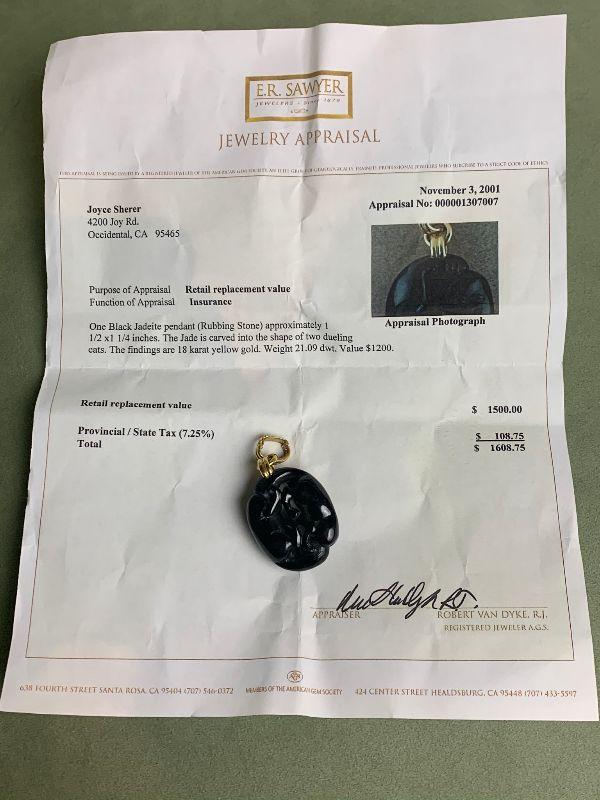 E.R. SAWYER
JEWELERS • Since 1879
JEWELRY APPRAISAL
November 3, 2001
Appraisal No: 000001307007
Joyce Sherer
4200 Joy Rd.
Occidental, CA 95465
Purpose of Appraisal Retail replacement value
Function of Appraisal Insurance
Appraisal Photograph
One Black Jadeite pendant (Rubbing Stone) approximately 1
1/2 x1 1/4 inches. The Jade is carved into the shape of two dueling
cats. The findings are 18 karat yellow gold. Weight 21.09 dwt, Value $1200.
Retail replacement value $ 1500.00
Provincial / State Tax (7.25%) $ 108.75
Total $ 1608.75
APPRAISER ROBERT VAN DYKE, R.J.
REGISTERED JEWELER A.G.S.
638 FOURTH STREET SANTA ROSA, CA 95404 (707) 546-0372 MEMBERS OF THE AMERICAN GEM SOCIETY 424 CENTER STREET HEALDSBURG, CA 95448 (707) 433-5597